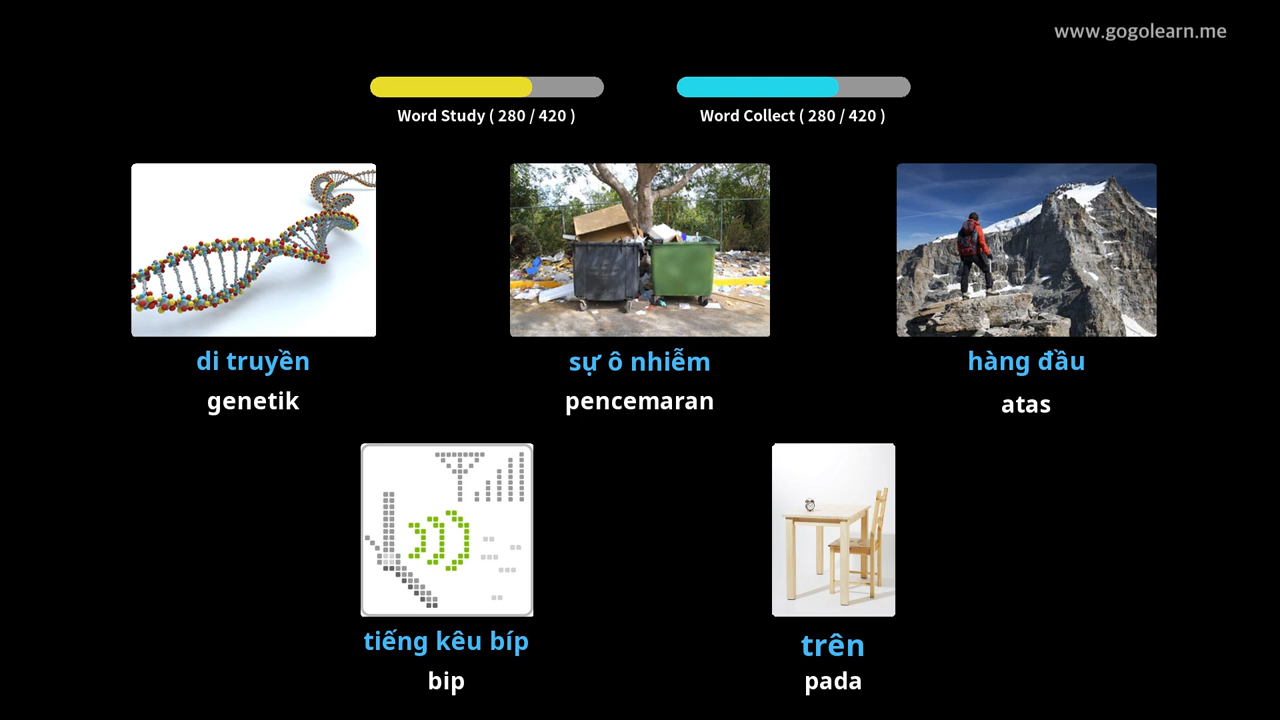 www.gogolearn.me
Word Study ( 280 / 420 )
Word Collect ( 280 / 420 )
di truyền
genetik
sự ô nhiễm
pencemaran
hàng đầu
atas
tiếng kêu bíp
bip
trên
pada